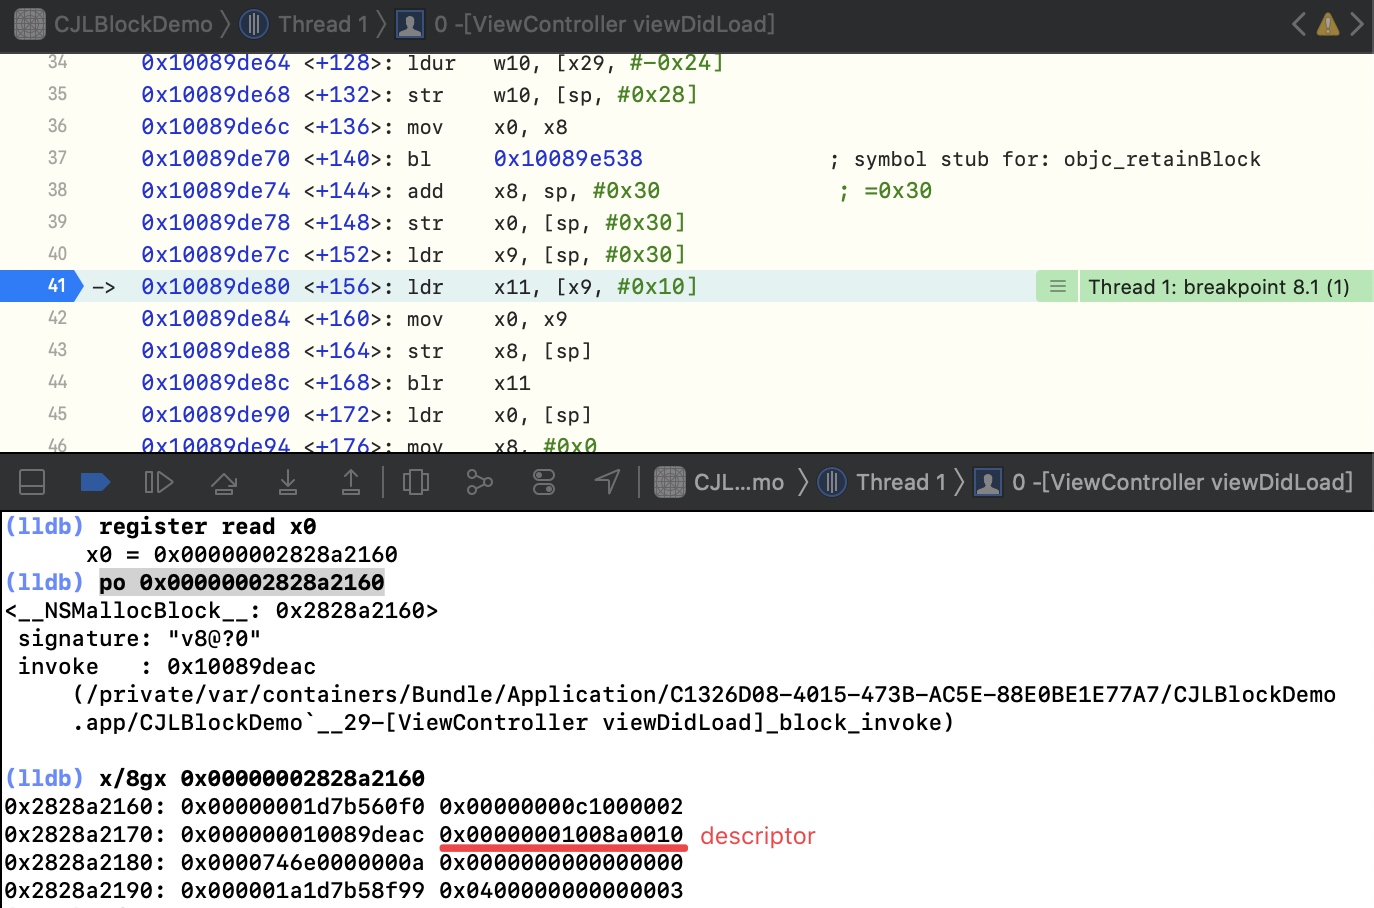 CJLBlockDemo 〉 Thread 1 〉 0 -[ViewController viewDidLoad]
34 0x10089de64 <+128>: ldur w10, [x29, #-0x24]
35 0x10089de68 <+132>: str w10, [sp, #0x28]
36 0x10089de6c <+136>: mov x0, x8
37 0x10089de70 <+140>: bl 0x10089e538 ; symbol stub for: objc_retainBlock
38 0x10089de74 <+144>: add x8, sp, #0x30 ; =0x30
39 0x10089de78 <+148>: str x0, [sp, #0x30]
40 0x10089de7c <+152>: ldr x9, [sp, #0x30]
41 -> 0x10089de80 <+156>: ldr x11, [x9, #0x10] Thread 1: breakpoint 8.1 (1)
42 0x10089de84 <+160>: mov x0, x9
43 0x10089de88 <+164>: str x8, [sp]
44 0x10089de8c <+168>: blr x11
45 0x10089de90 <+172>: ldr x0, [sp]
46 0x10089de94 <+176>: mov x8, #0x0
CJL...mo 〉 Thread 1 〉 0 -[ViewController viewDidLoad]
(lldb) register read x0
x0 = 0x00000002828a2160
(lldb) po 0x00000002828a2160
<__NSMallocBlock__: 0x2828a2160>
signature: "v8@?0"
invoke : 0x10089deac
(/private/var/containers/Bundle/Application/C1326D08-4015-473B-AC5E-88E0BE1E77A7/CJLBlockDemo
.app/CJLBlockDemo`__29-[ViewController viewDidLoad]_block_invoke)
(lldb) x/8gx 0x00000002828a2160
0x2828a2160: 0x00000001d7b560f0 0x00000000c1000002
0x2828a2170: 0x000000010089deac 0x00000001008a0010 descriptor
0x2828a2180: 0x0000746e0000000a 0x0000000000000000
0x2828a2190: 0x000001a1d7b58f99 0x0400000000000003